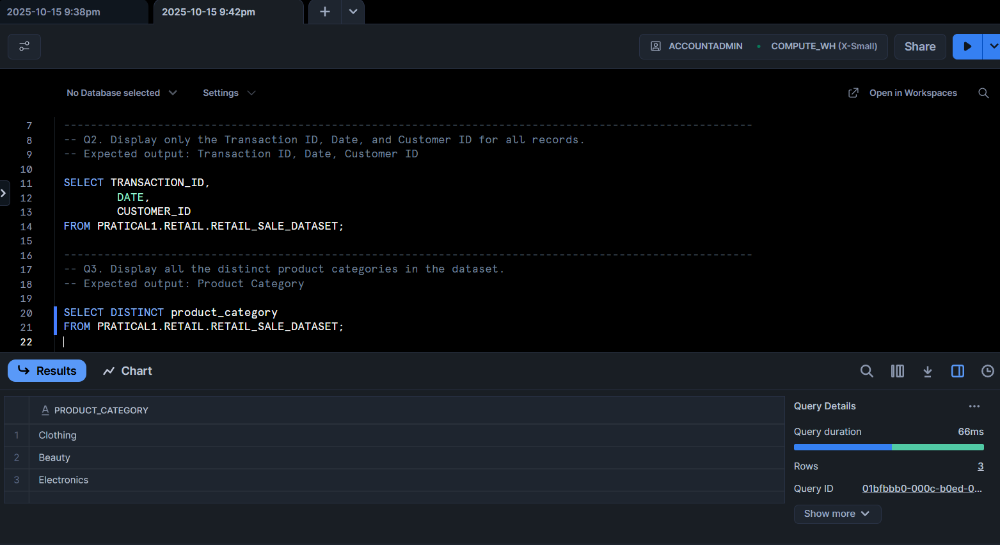 2025-10-15 9:38pm
2025-10-15 9:42pm
ACCOUNTADMIN
COMPUTE_WH (X-Small)
Share
No Database selected
Settings
Open in Workspaces
7 -------------------------------------------------------------------------------------------------------
8 -- Q2. Display only the Transaction ID, Date, and Customer ID for all records.
9 -- Expected output: Transaction ID, Date, Customer ID
10
11 SELECT TRANSACTION_ID,
12         DATE,
13         CUSTOMER_ID
14 FROM PRATICAL1.RETAIL.RETAIL_SALE_DATASET;
15
16 -------------------------------------------------------------------------------------------------------
17 -- Q3. Display all the distinct product categories in the dataset.
18 -- Expected output: Product Category
19
20 SELECT DISTINCT product_category
21 FROM PRATICAL1.RETAIL.RETAIL_SALE_DATASET;
22
Results
Chart
A PRODUCT_CATEGORY
1 Clothing
2 Beauty
3 Electronics
Query Details
...
Query duration 66ms
Rows 3
Query ID 01bfbbb0-000c-b0ed-0...
Show more